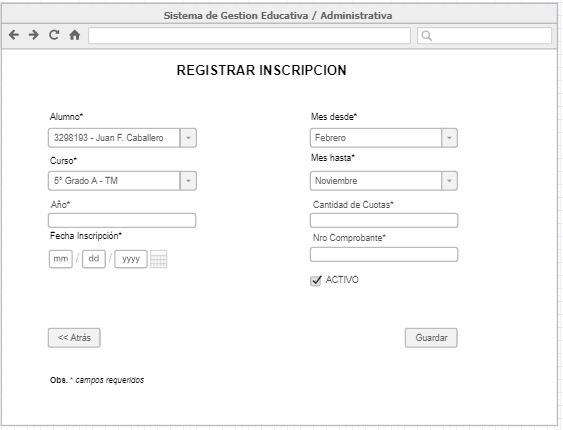 Sistema de Gestion Educativa / Administrativa
REGISTRAR INSCRIPCION
Alumno*
3298193 - Juan F. Caballero
Curso*
5° Grado A - TM
Año*
Fecha Inscripción*
mm / dd / yyyy
Mes desde*
Febrero
Mes hasta*
Noviembre
Cantidad de Cuotas*
Nro Comprobante*
ACTIVO
<< Atrás
Guardar
Obs. * campos requeridos